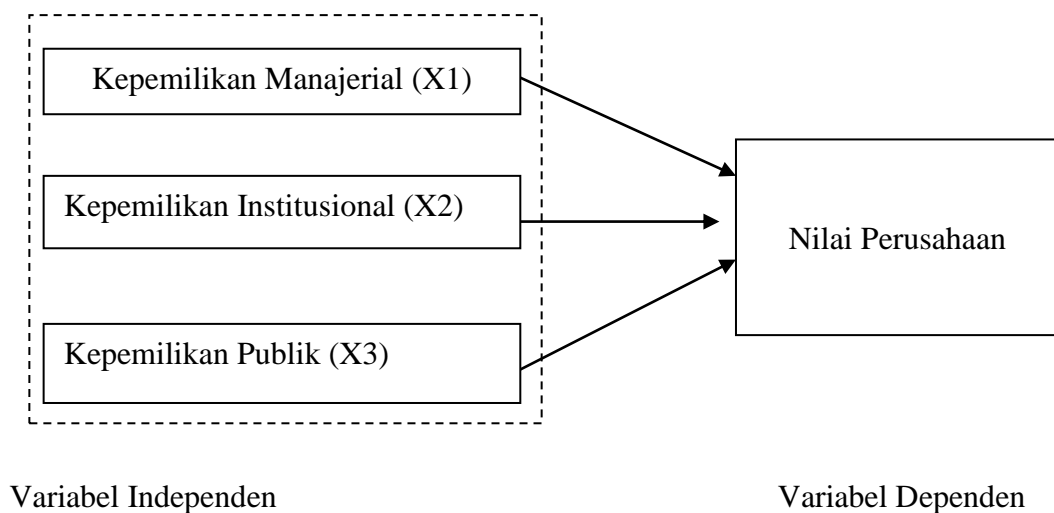 Kepemilikan Manajerial (X1)
Kepemilikan Institusional (X2)
Nilai Perusahaan
Kepemilikan Publik (X3)
Variabel Independen
Variabel Dependen